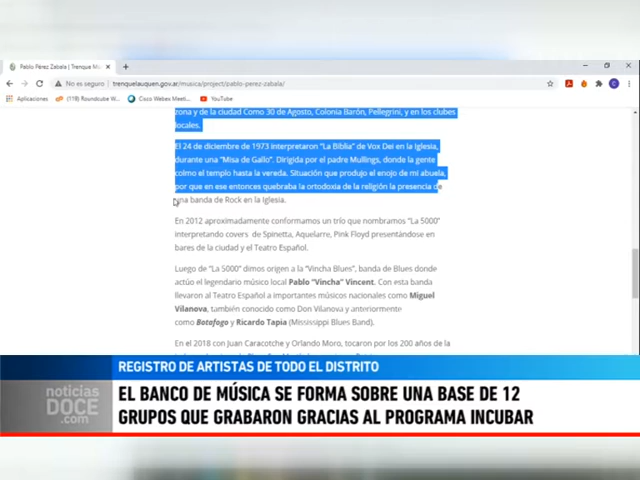 Pablo Pérez Zabala | Trenque La
No es seguro | trenquelauquen.gov.ar/musica/project/pablo-perez-zabala/
Aplicaciones (119) Roundcube W... Cisco Webex Meeti... YouTube
zona y de la ciudad Como 30 de Agosto, Colonia Barón, Pellegrini, y en los clubes
locales.
El 24 de diciembre de 1973 interpretaron "La Biblia" de Vox Dei en la Iglesia,
durante una "Misa de Gallo". Dirigida por el padre Mullings, donde la gente
colmo el templo hasta la vereda. Situación que produjo el enojo de mi abuela,
por que en ese entonces quebraba la ortodoxia de la religión la presencia de
una banda de Rock en la Iglesia.
En 2012 aproximadamente conformamos un trío que nombramos "La 5000"
interpretando covers de Spinetta, Aquelarre, Pink Floyd presentándose en
bares de la ciudad y el Teatro Español.
Luego de "La 5000" dimos origen a la "Vincha Blues", banda de Blues donde
actúo el legendario músico local Pablo "Vincha" Vincent. Con esta banda
llevaron al Teatro Español a importantes músicos nacionales como Miguel
Vilanova, también conocido como Don Vilanova y anteriormente
como Botafogo y Ricardo Tapia (Mississippi Blues Band).
En el 2018 con Juan Caracotche y Orlando Moro, tocaron por los 200 años de la
REGISTRO DE ARTISTAS DE TODO EL DISTRITO
noticias
DOCE
.com
EL BANCO DE MÚSICA SE FORMA SOBRE UNA BASE DE 12
GRUPOS QUE GRABARON GRACIAS AL PROGRAMA INCUBAR